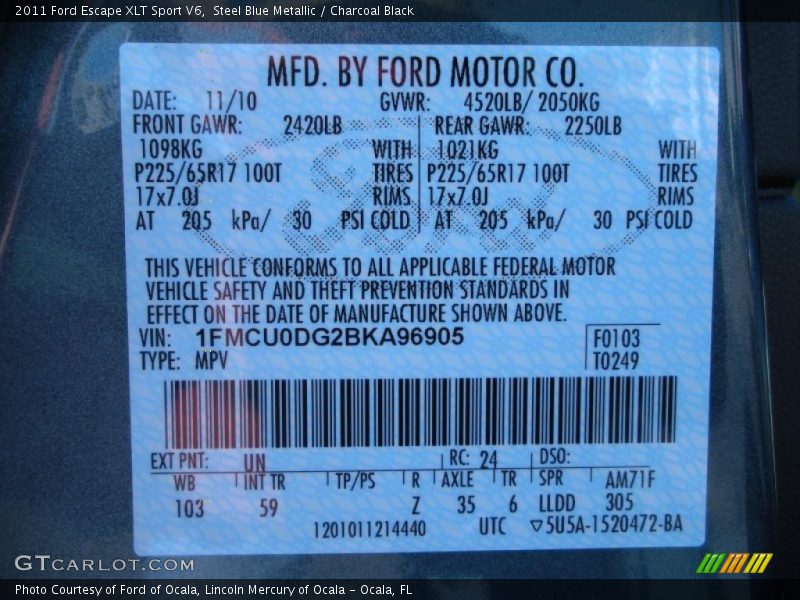 2011 Ford Escape XLT Sport V6, Steel Blue Metallic / Charcoal Black
MFD. BY FORD MOTOR CO.
DATE: 11/10 GVWR: 4520LB/ 2050KG
FRONT GAWR: 2420LB REAR GAWR: 2250LB
1098KG WITH 1021KG WITH
P225/65R17 100T TIRES P225/65R17 100T TIRES
17x7.0J RIMS 17x7.0J RIMS
AT 205 kPa/ 30 PSI COLD AT 205 kPa/ 30 PSI COLD
Ford
THIS VEHICLE CONFORMS TO ALL APPLICABLE FEDERAL MOTOR
VEHICLE SAFETY AND THEFT PREVENTION STANDARDS IN
EFFECT ON THE DATE OF MANUFACTURE SHOWN ABOVE.
VIN: 1FMCU0DG2BKA96905 F0103
TYPE: MPV T0249
EXT PNT: UN RC: 24 DSO:
WB INT TR TP/PS R AXLE TR SPR AM71F
103 59 Z 35 6 LLDD 305
1201011214440 UTC ▽5U5A-1520472-BA
GTCARLOT.COM
Photo Courtesy of Ford of Ocala, Lincoln Mercury of Ocala - Ocala, FL